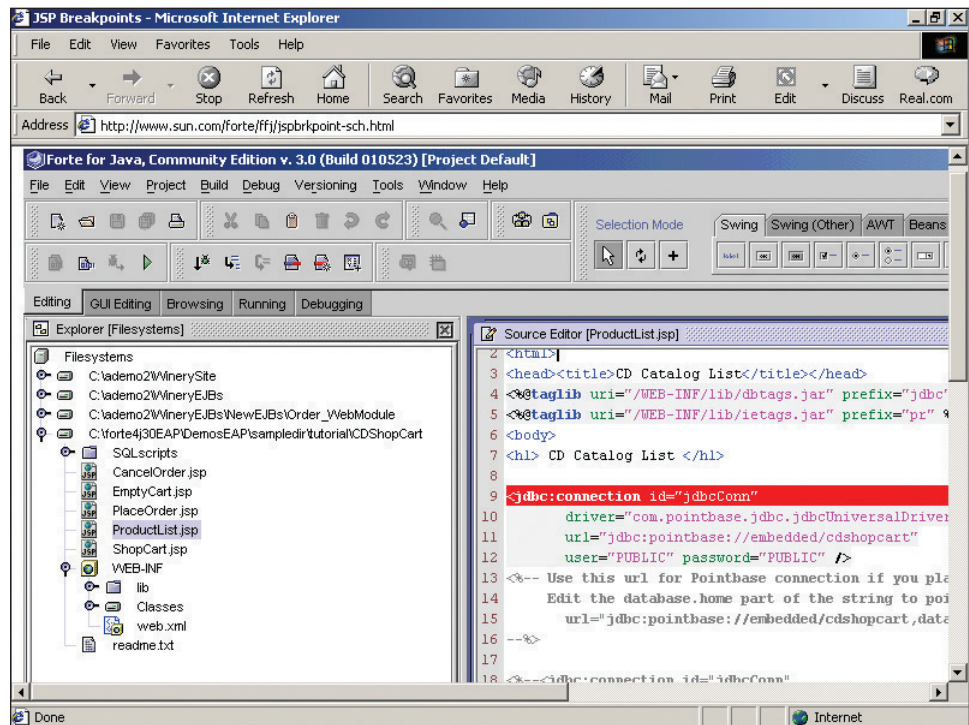 JSP Breakpoints - Microsoft Internet Explorer
File Edit View Favorites Tools Help
Back Forward Stop Refresh Home Search Favorites Media History Mail Print Edit Discuss Real.com
Address http://www.sun.com/forte/ffj/jspbrkpoint-sch.html
Forte for Java, Community Edition v. 3.0 (Build 010523) [Project Default]
File Edit View Project Build Debug Versioning Tools Window Help
Selection Mode Swing Swing (Other) AWT Beans
Editing GUI Editing Browsing Running Debugging
Explorer [Filesystems]
Filesystems
C:\ademo2\WinerySite
C:\ademo2\WineryEJBs
C:\ademo2\WineryEJBs\NewEJBs\Order_WebModule
C:\forte4j30EAP\DemosEAP\sampledir\tutorial\CDShopCart
SQLscripts
CancelOrder.jsp
EmptyCart.jsp
PlaceOrder.jsp
ProductList.jsp
ShopCart.jsp
WEB-INF
lib
Classes
web.xml
readme.txt
Source Editor [ProductList.jsp]
2 <html>
3 <head><title>CD Catalog List</title></head>
4 <%@taglib uri="/WEB-INF/lib/dbtags.jar" prefix="jdbc"
5 <%@taglib uri="/WEB-INF/lib/ietags.jar" prefix="pr" %
6 <body>
7 <h1> CD Catalog List </h1>
8
9 <jdbc:connection id="jdbcConn"
10 driver="com.pointbase.jdbc.jdbcUniversalDriver
11 url="jdbc:pointbase://embedded/cdshopcart"
12 user="PUBLIC" password="PUBLIC" />
13 <%-- Use this url for Pointbase connection if you pla
14 Edit the database.home part of the string to poi
15 url="jdbc:pointbase://embedded/cdshopcart,data
16 --%>
17
18 <%--<jdbc:connection id="jdbcConn"
Done Internet